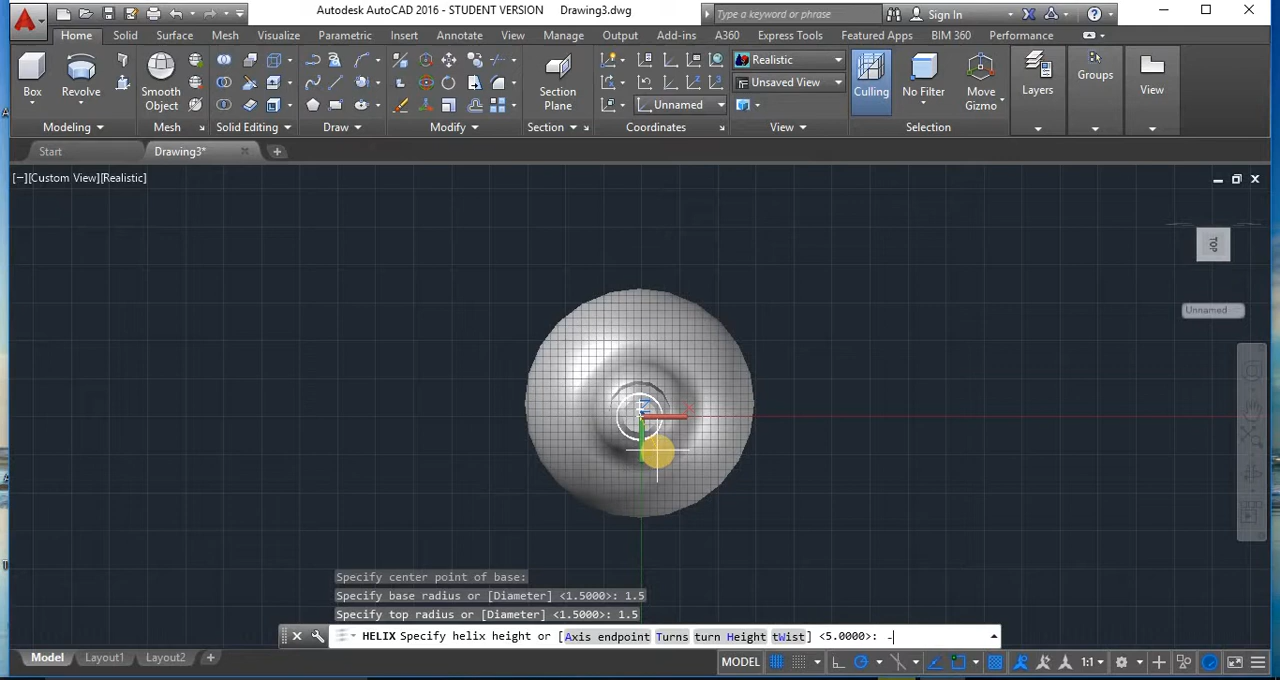 Autodesk AutoCAD 2016 - STUDENT VERSION Drawing3.dwg
Type a keyword or phrase
Sign In
Home Solid Surface Mesh Visualize Parametric Insert Annotate View Manage Output Add-ins A360 Express Tools Featured Apps BIM 360 Performance
Box
Revolve
Smooth Object
Section Plane
Realistic
Unsaved View
Unnamed
Culling
No Filter
Move Gizmo
Layers
Groups
View
Modeling Mesh Solid Editing Draw Modify Section Coordinates View Selection
Start Drawing3*
[−][Custom View][Realistic]
TOP
Unnamed
X
Z
Specify center point of base:
Specify base radius or [Diameter] <1.5000>: 1.5
Specify top radius or [Diameter] <1.5000>: 1.5
HELIX Specify helix height or [Axis endpoint Turns turn Height tWist] <5.0000>: .
Model Layout1 Layout2
MODEL
1:1